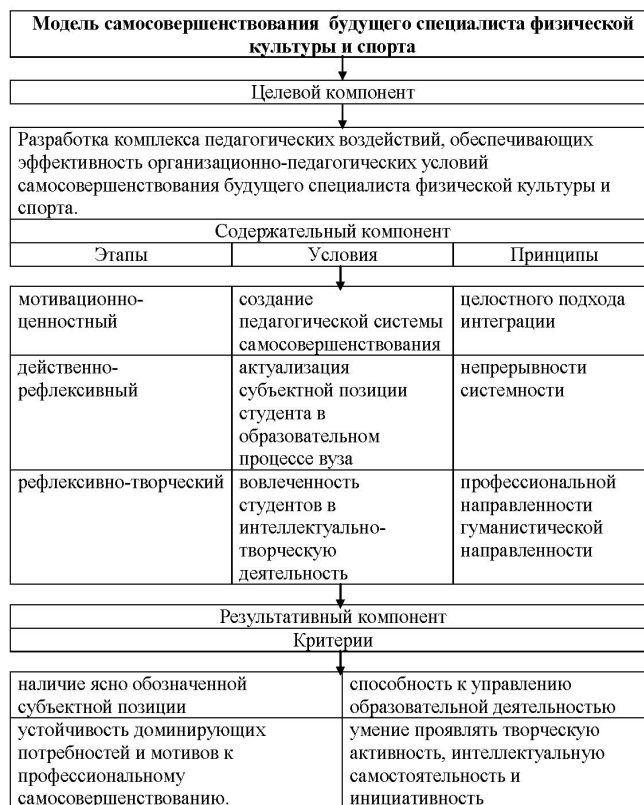 Модель самосовершенствования будущего специалиста физической
культуры и спорта
Целевой компонент
Разработка комплекса педагогических воздействий, обеспечивающих
эффективность организационно-педагогических условий
самосовершенствования будущего специалиста физической культуры и
спорта.
Содержательный компонент
Этапы
Условия
Принципы
мотивационно-
ценностный
создание
педагогической системы
самосовершенствования
целостного подхода
интеграции
действенно-
рефлексивный
актуализация
субъектной позиции
студента в
образовательном
процессе вуза
непрерывности
системности
рефлексивно-творческий
вовлеченность
студентов в
интеллектуально-
творческую
деятельность
профессиональной
направленности
гуманистической
направленности
Результативный компонент
Критерии
наличие ясно обозначенной
субъектной позиции
способность к управлению
образовательной деятельностью
устойчивость доминирующих
потребностей и мотивов к
профессиональному
самосовершенствованию.
умение проявлять творческую
активность, интеллектуальную
самостоятельность и
инициативность